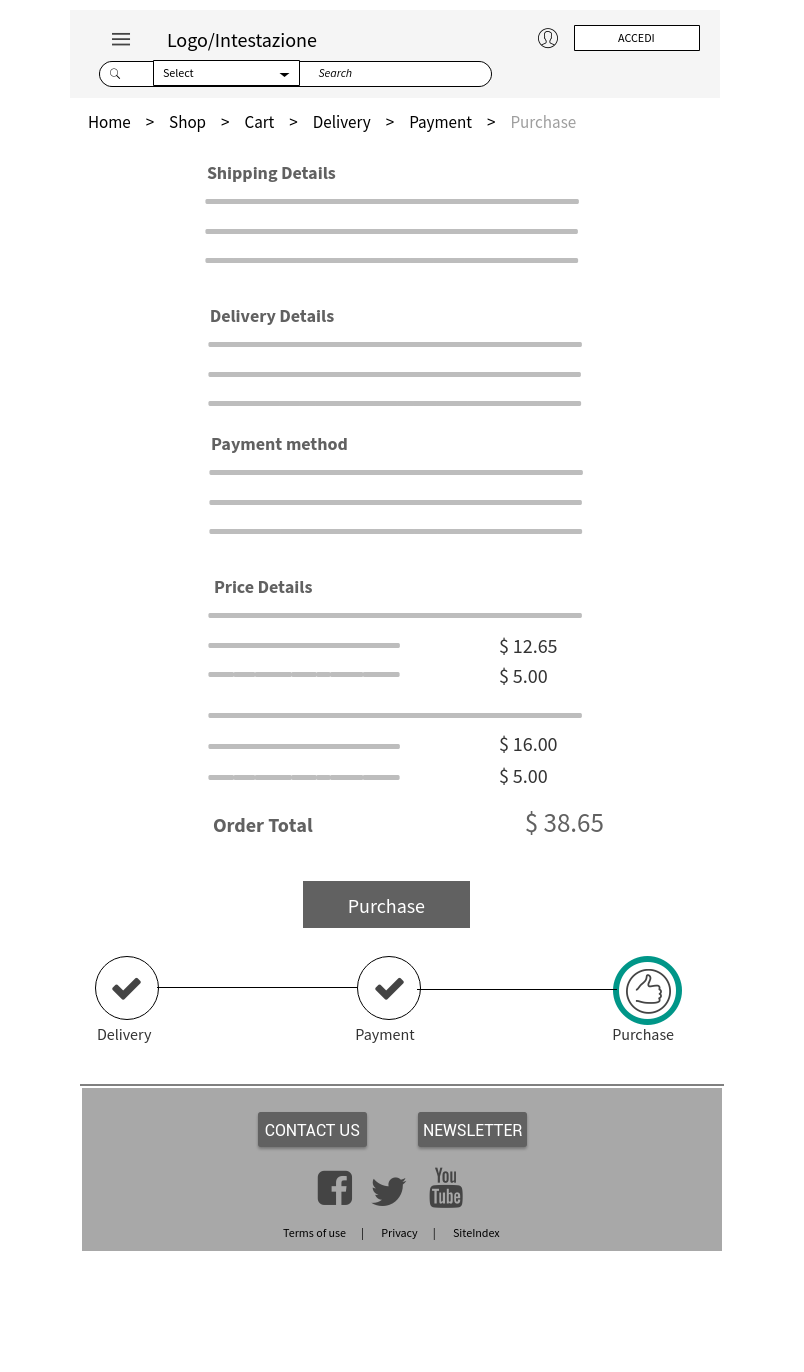 Logo/Intestazione
ACCEDI
Select
Search
Home > Shop > Cart > Delivery > Payment > Purchase
Shipping Details
Delivery Details
Payment method
Price Details
$ 12.65
$ 5.00
$ 16.00
$ 5.00
Order Total $ 38.65
Purchase
Delivery Payment Purchase
CONTACT US NEWSLETTER
You
Tube
Terms of use | Privacy | SiteIndex